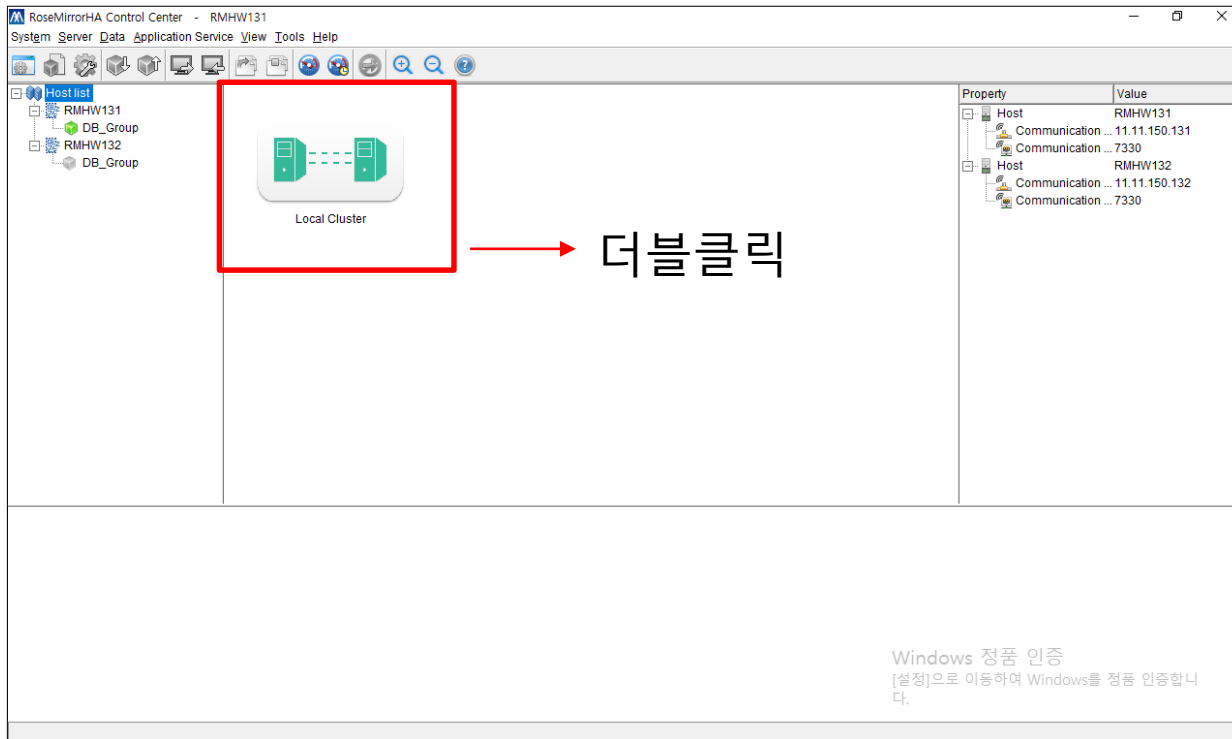 RoseMirrorHA Control Center - RMHW131
System Server Data Application Service View Tools Help
Host list
RMHW131
DB_Group
RMHW132
DB_Group
Local Cluster
더블클릭
Property Value
Host RMHW131
Communication ... 11.11.150.131
Communication ... 7330
Host RMHW132
Communication ... 11.11.150.132
Communication ... 7330
Windows 정품 인증
[설정]으로 이동하여 Windows를 정품 인증합니
다.